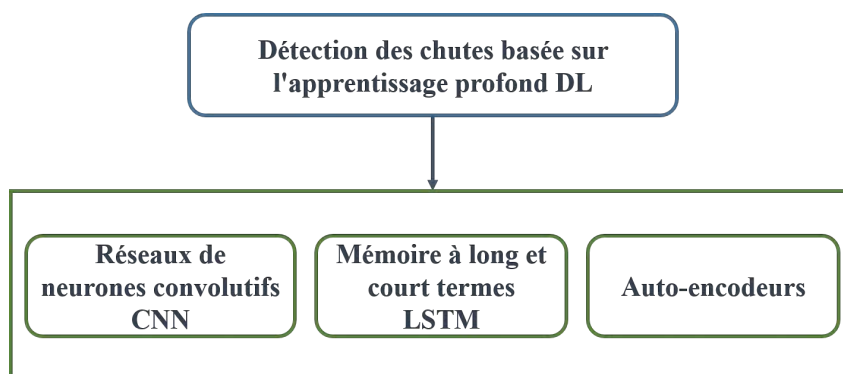 Détection des chutes basée sur
l'apprentissage profond DL
Réseaux de
neurones convolutifs
CNN
Mémoire à long et
court termes
LSTM
Auto-encodeurs